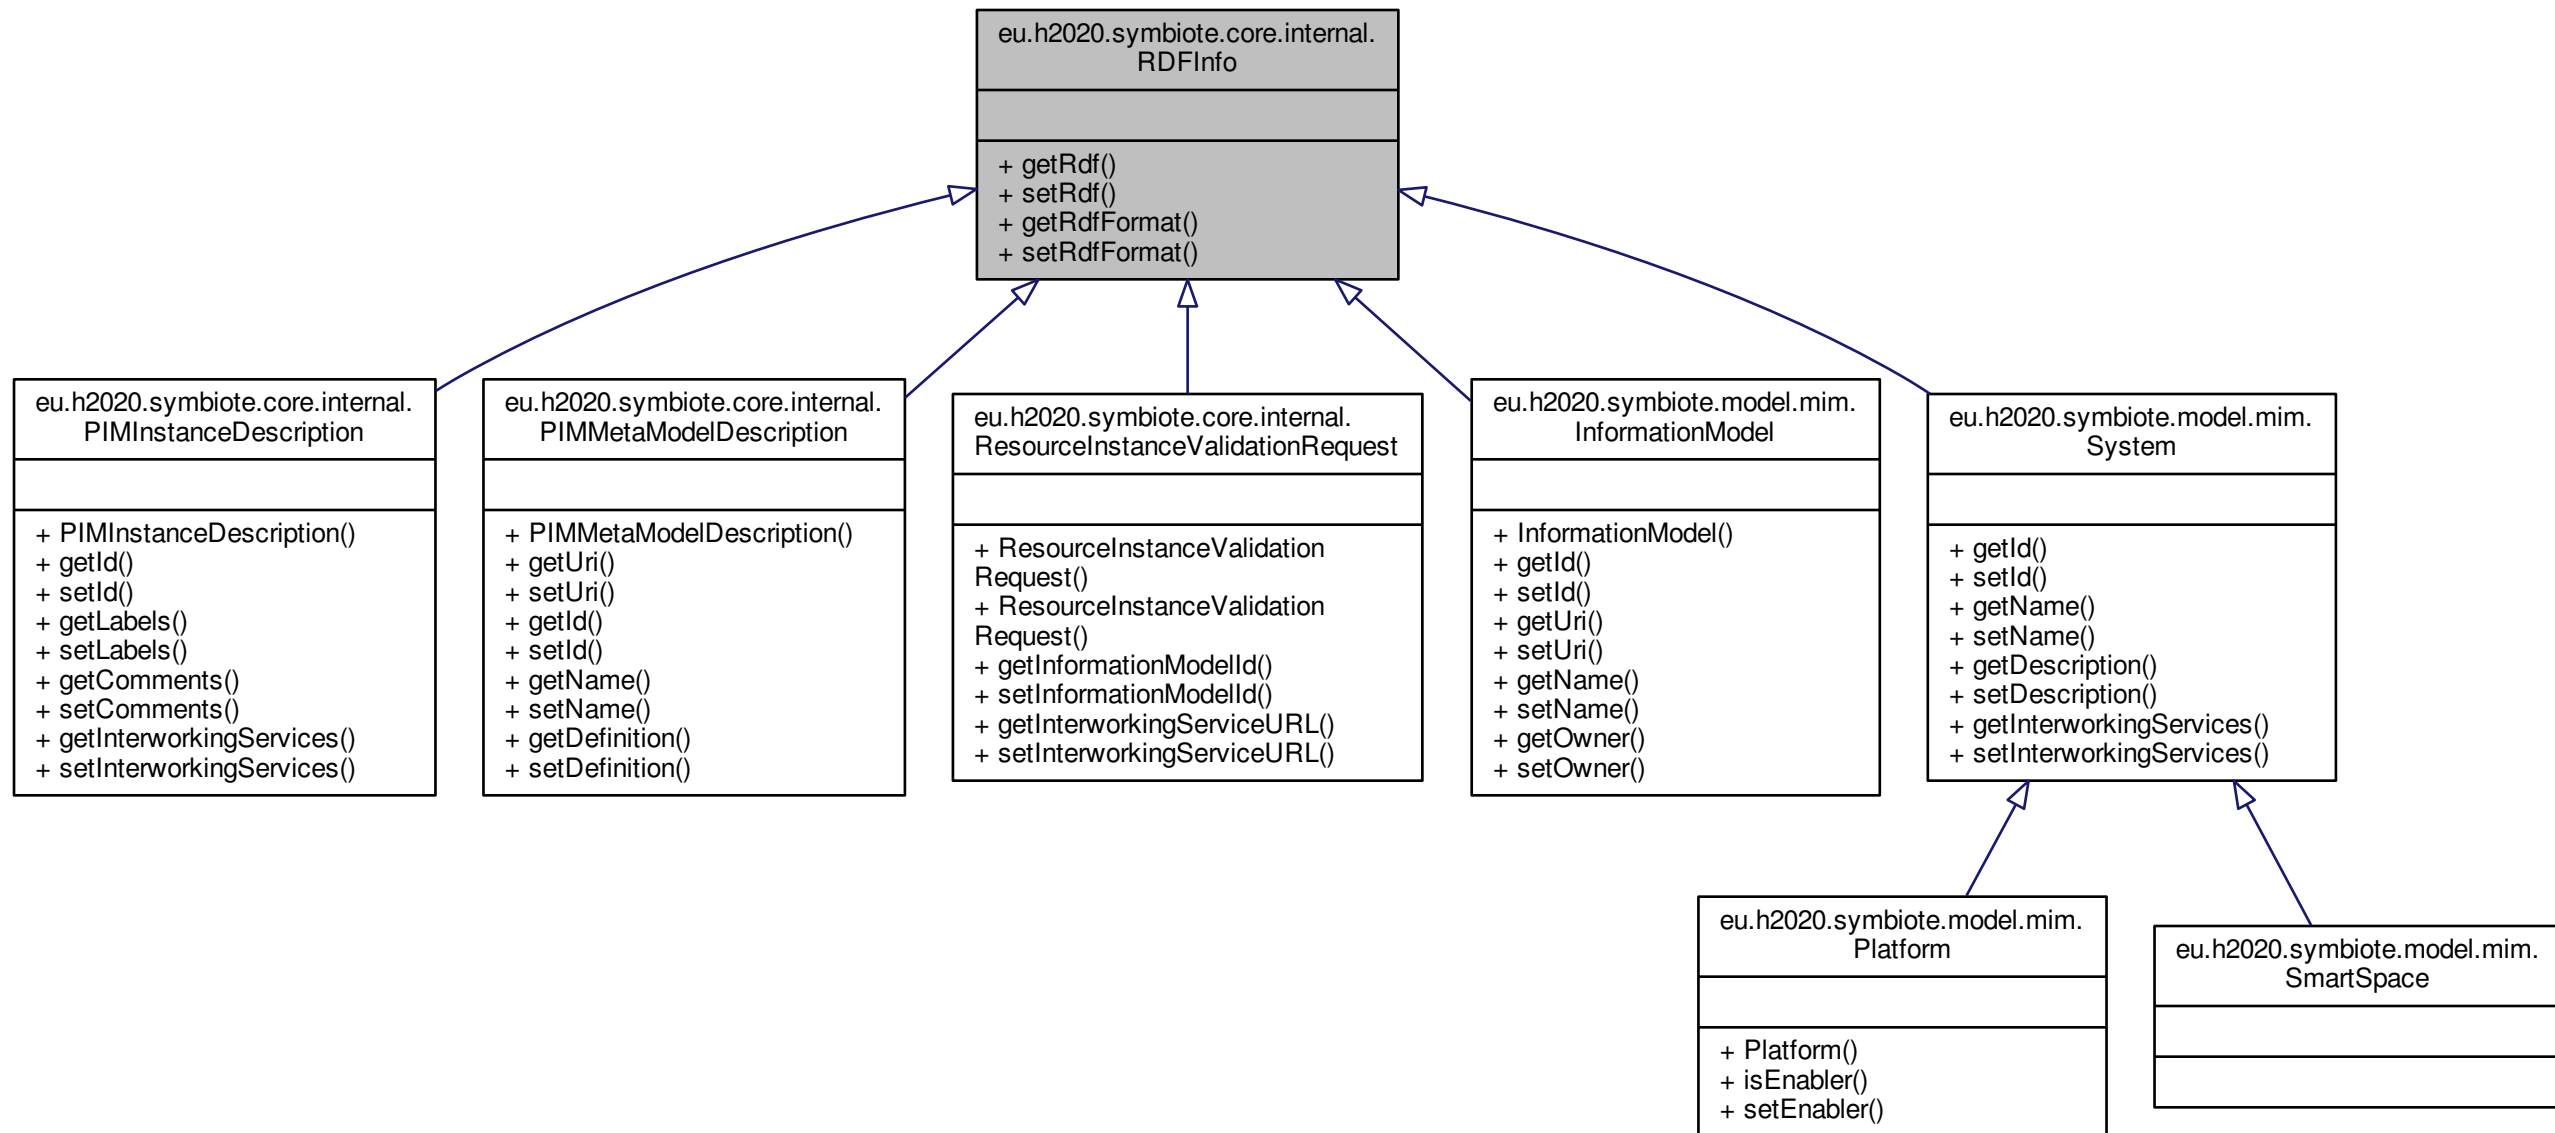 eu.h2020.symbiote.core.internal.
RDFInfo
+ getRdf()
+ setRdf()
+ getRdfFormat()
+ setRdfFormat()
eu.h2020.symbiote.core.internal.
PIMInstanceDescription
+ PIMInstanceDescription()
+ getId()
+ setId()
+ getLabels()
+ setLabels()
+ getComments()
+ setComments()
+ getInterworkingServices()
+ setInterworkingServices()
eu.h2020.symbiote.core.internal.
PIMMetaModelDescription
+ PIMMetaModelDescription()
+ getUri()
+ setUri()
+ getId()
+ setId()
+ getName()
+ setName()
+ getDefinition()
+ setDefinition()
eu.h2020.symbiote.core.internal.
ResourceInstanceValidationRequest
+ ResourceInstanceValidation
Request()
+ ResourceInstanceValidation
Request()
+ getInformationModelId()
+ setInformationModelId()
+ getInterworkingServiceURL()
+ setInterworkingServiceURL()
eu.h2020.symbiote.model.mim.
InformationModel
+ InformationModel()
+ getId()
+ setId()
+ getUri()
+ setUri()
+ getName()
+ setName()
+ getOwner()
+ setOwner()
eu.h2020.symbiote.model.mim.
System
+ getId()
+ setId()
+ getName()
+ setName()
+ getDescription()
+ setDescription()
+ getInterworkingServices()
+ setInterworkingServices()
eu.h2020.symbiote.model.mim.
Platform
+ Platform()
+ isEnabler()
+ setEnabler()
eu.h2020.symbiote.model.mim.
SmartSpace